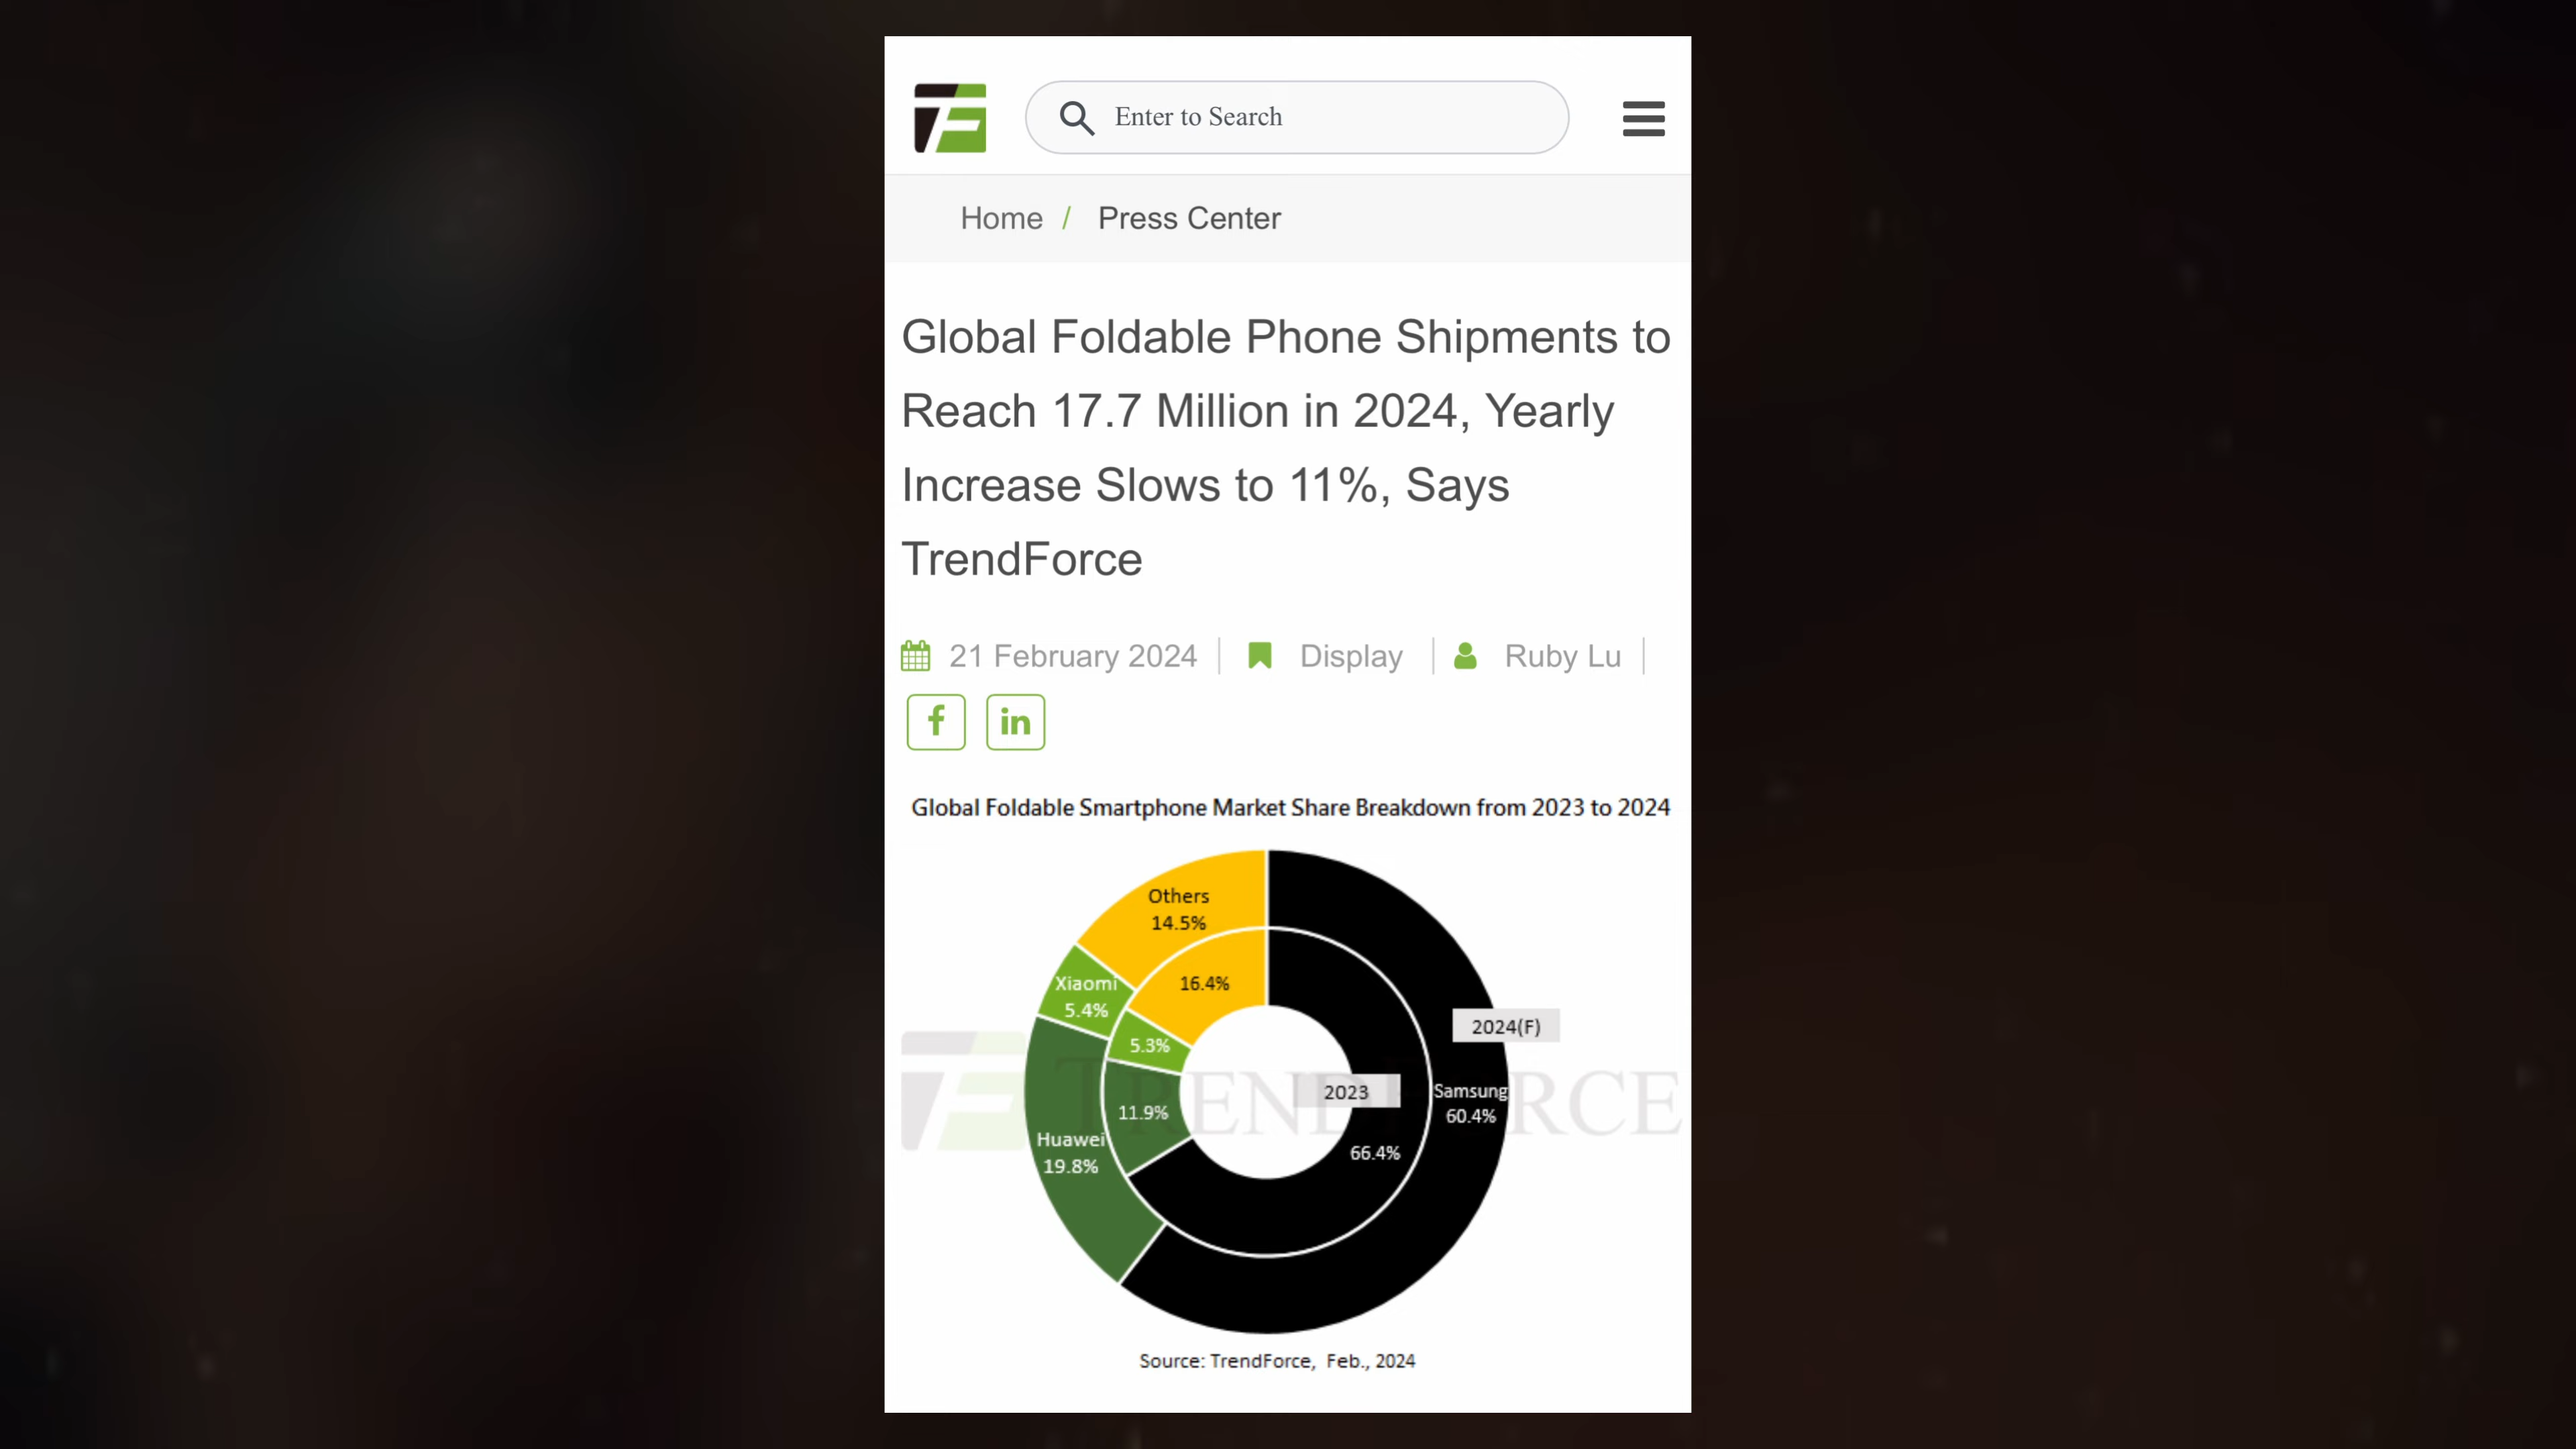 Enter to Search
Home / Press Center
Global Foldable Phone Shipments to
Reach 17.7 Million in 2024, Yearly
Increase Slows to 11%, Says
TrendForce
21 February 2024 | Display | Ruby Lu |
f in
Global Foldable Smartphone Market Share Breakdown from 2023 to 2024
Others
14.5%
16.4%
Xiaomi
5.4%
5.3%
2024(F)
2023
Samsung
60.4%
11.9%
Huawei
19.8%
66.4%
TRENDFORCE
Source: TrendForce, Feb., 2024